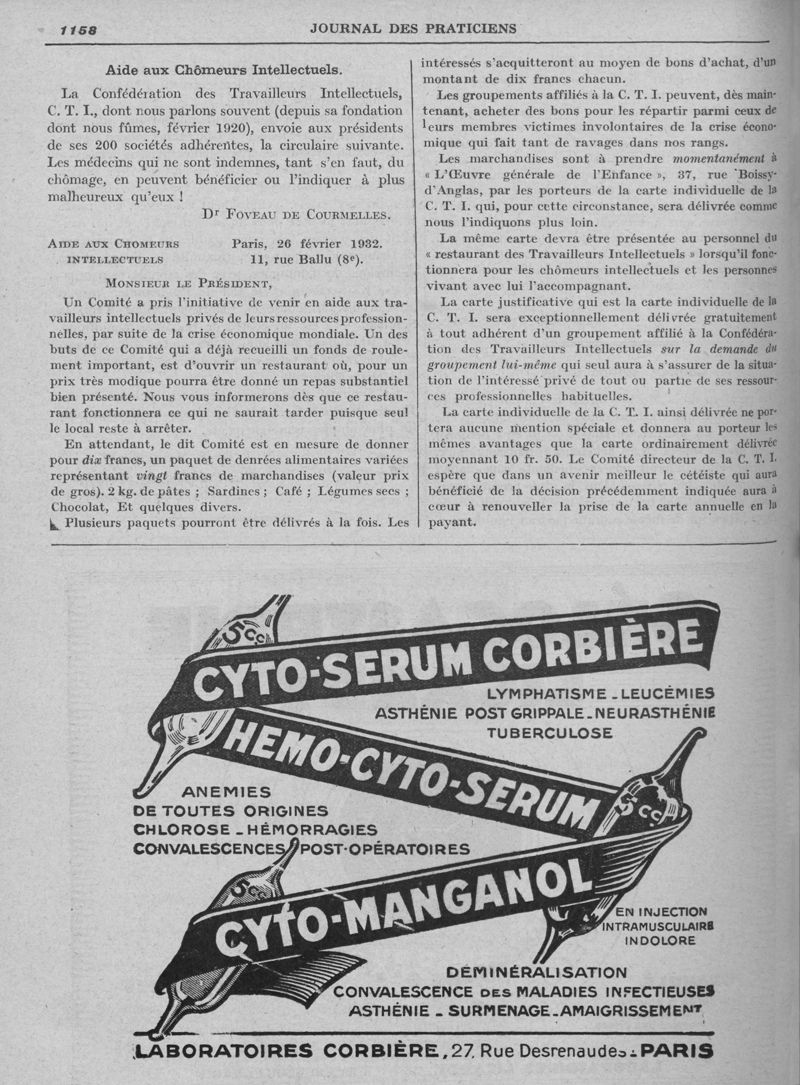 1158
JOURNAL DES PRATICIENS
Aide aux Chômeurs Intellectuels.
La Confédération des Travailleurs Intellectuels,
C. T. I., dont nous parlons souvent (depuis sa fondation
dont nous fûmes, février 1920), envoie aux présidents
de ses 200 sociétés adhérentes, la circulaire suivante.
Les médecins qui ne sont indemnes, tant s'en faut, du
chômage, en peuvent bénéficier ou l'indiquer à plus
malheureux qu'eux !
Dr FOVEAU DE COURMELLES.
AIDE AUX CHOMEURS
INTELLECTUELS
Paris, 26 février 1932.
11, rue Ballu (8e).
MONSIEUR LE PRÉSIDENT,
Un Comité a pris l'initiative de venir en aide aux tra-
vailleurs intellectuels privés de leurs ressources profession-
nelles, par suite de la crise économique mondiale. Un des
buts de ce Comité qui a déjà recueilli un fonds de roule-
ment important, est d'ouvrir un restaurant où, pour un
prix très modique pourra être donné un repas substantiel
bien présenté. Nous vous informerons dès que ce restau-
rant fonctionnera ce qui ne saurait tarder puisque seul
le local reste à arrêter.
En attendant, le dit Comité est en mesure de donner
pour dix francs, un paquet de denrées alimentaires variées
représentant vingt francs de marchandises (valeur prix
de gros). 2 kg. de pâtes ; Sardines ; Café ; Légumes secs ;
Chocolat, Et quelques divers.
Plusieurs paquets pourront être délivrés à la fois. Les
intéressés s'acquitteront au moyen de bons d'achat, d'un
montant de dix francs chacun.
Les groupements affiliés à la C. T. I. peuvent, dès main-
tenant, acheter des bons pour les répartir parmi ceux de
leurs membres victimes involontaires de la crise écono-
mique qui fait tant de ravages dans nos rangs.
Les marchandises sont à prendre momentanément à
« L'Œuvre générale de l'Enfance », 37, rue Boissy-
d'Anglas, par les porteurs de la carte individuelle de la
C. T. I. qui, pour cette circonstance, sera délivrée comme
nous l'indiquons plus loin.
La même carte devra être présentée au personnel du
« restaurant des Travailleurs Intellectuels » lorsqu'il fonc-
tionnera pour les chômeurs intellectuels et les personnes
vivant avec lui l'accompagnant.
La carte justificative qui est la carte individuelle de la
C. T. I. sera exceptionnellement délivrée gratuitement
à tout adhérent d'un groupement affilié à la Confédéra-
tion des Travailleurs Intellectuels sur la demande du
groupement lui-même qui seul aura à s'assurer de la situa-
tion de l'intéressé privé de tout ou partie de ses ressour-
ces professionnelles habituelles.
La carte individuelle de la C. T. I. ainsi délivrée ne por-
tera aucune mention spéciale et donnera au porteur les
mêmes avantages que la carte ordinairement délivrée
moyennant 10 fr. 50. Le Comité directeur de la C. T. I.
espère que dans un avenir meilleur le cétéiste qui aura
bénéficié de la décision précédemment indiquée aura à
cœur à renouveller la prise de la carte annuelle en la
payant.
5cc
CYTO-SERUM CORBIÈRE
LYMPHATISME - LEUCÉMIES
ASTHÉNIE POST GRIPPALE - NEURASTHÉNIE
TUBERCULOSE
HEMO-CYTO-SERUM
5cc
ANEMIES
DE TOUTES ORIGINES
CHLOROSE - HÉMORRAGIES
CONVALESCENCES POST-OPÉRATOIRES
5cc
CYTO-MANGANOL
EN INJECTION
INTRAMUSCULAIRE
INDOLORE
DÉMINÉRALISATION
CONVALESCENCE DES MALADIES INFECTIEUSES
ASTHÉNIE - SURMENAGE - AMAIGRISSEMENT
LABORATOIRES CORBIÈRE, 27, Rue Desrenaudes - PARIS